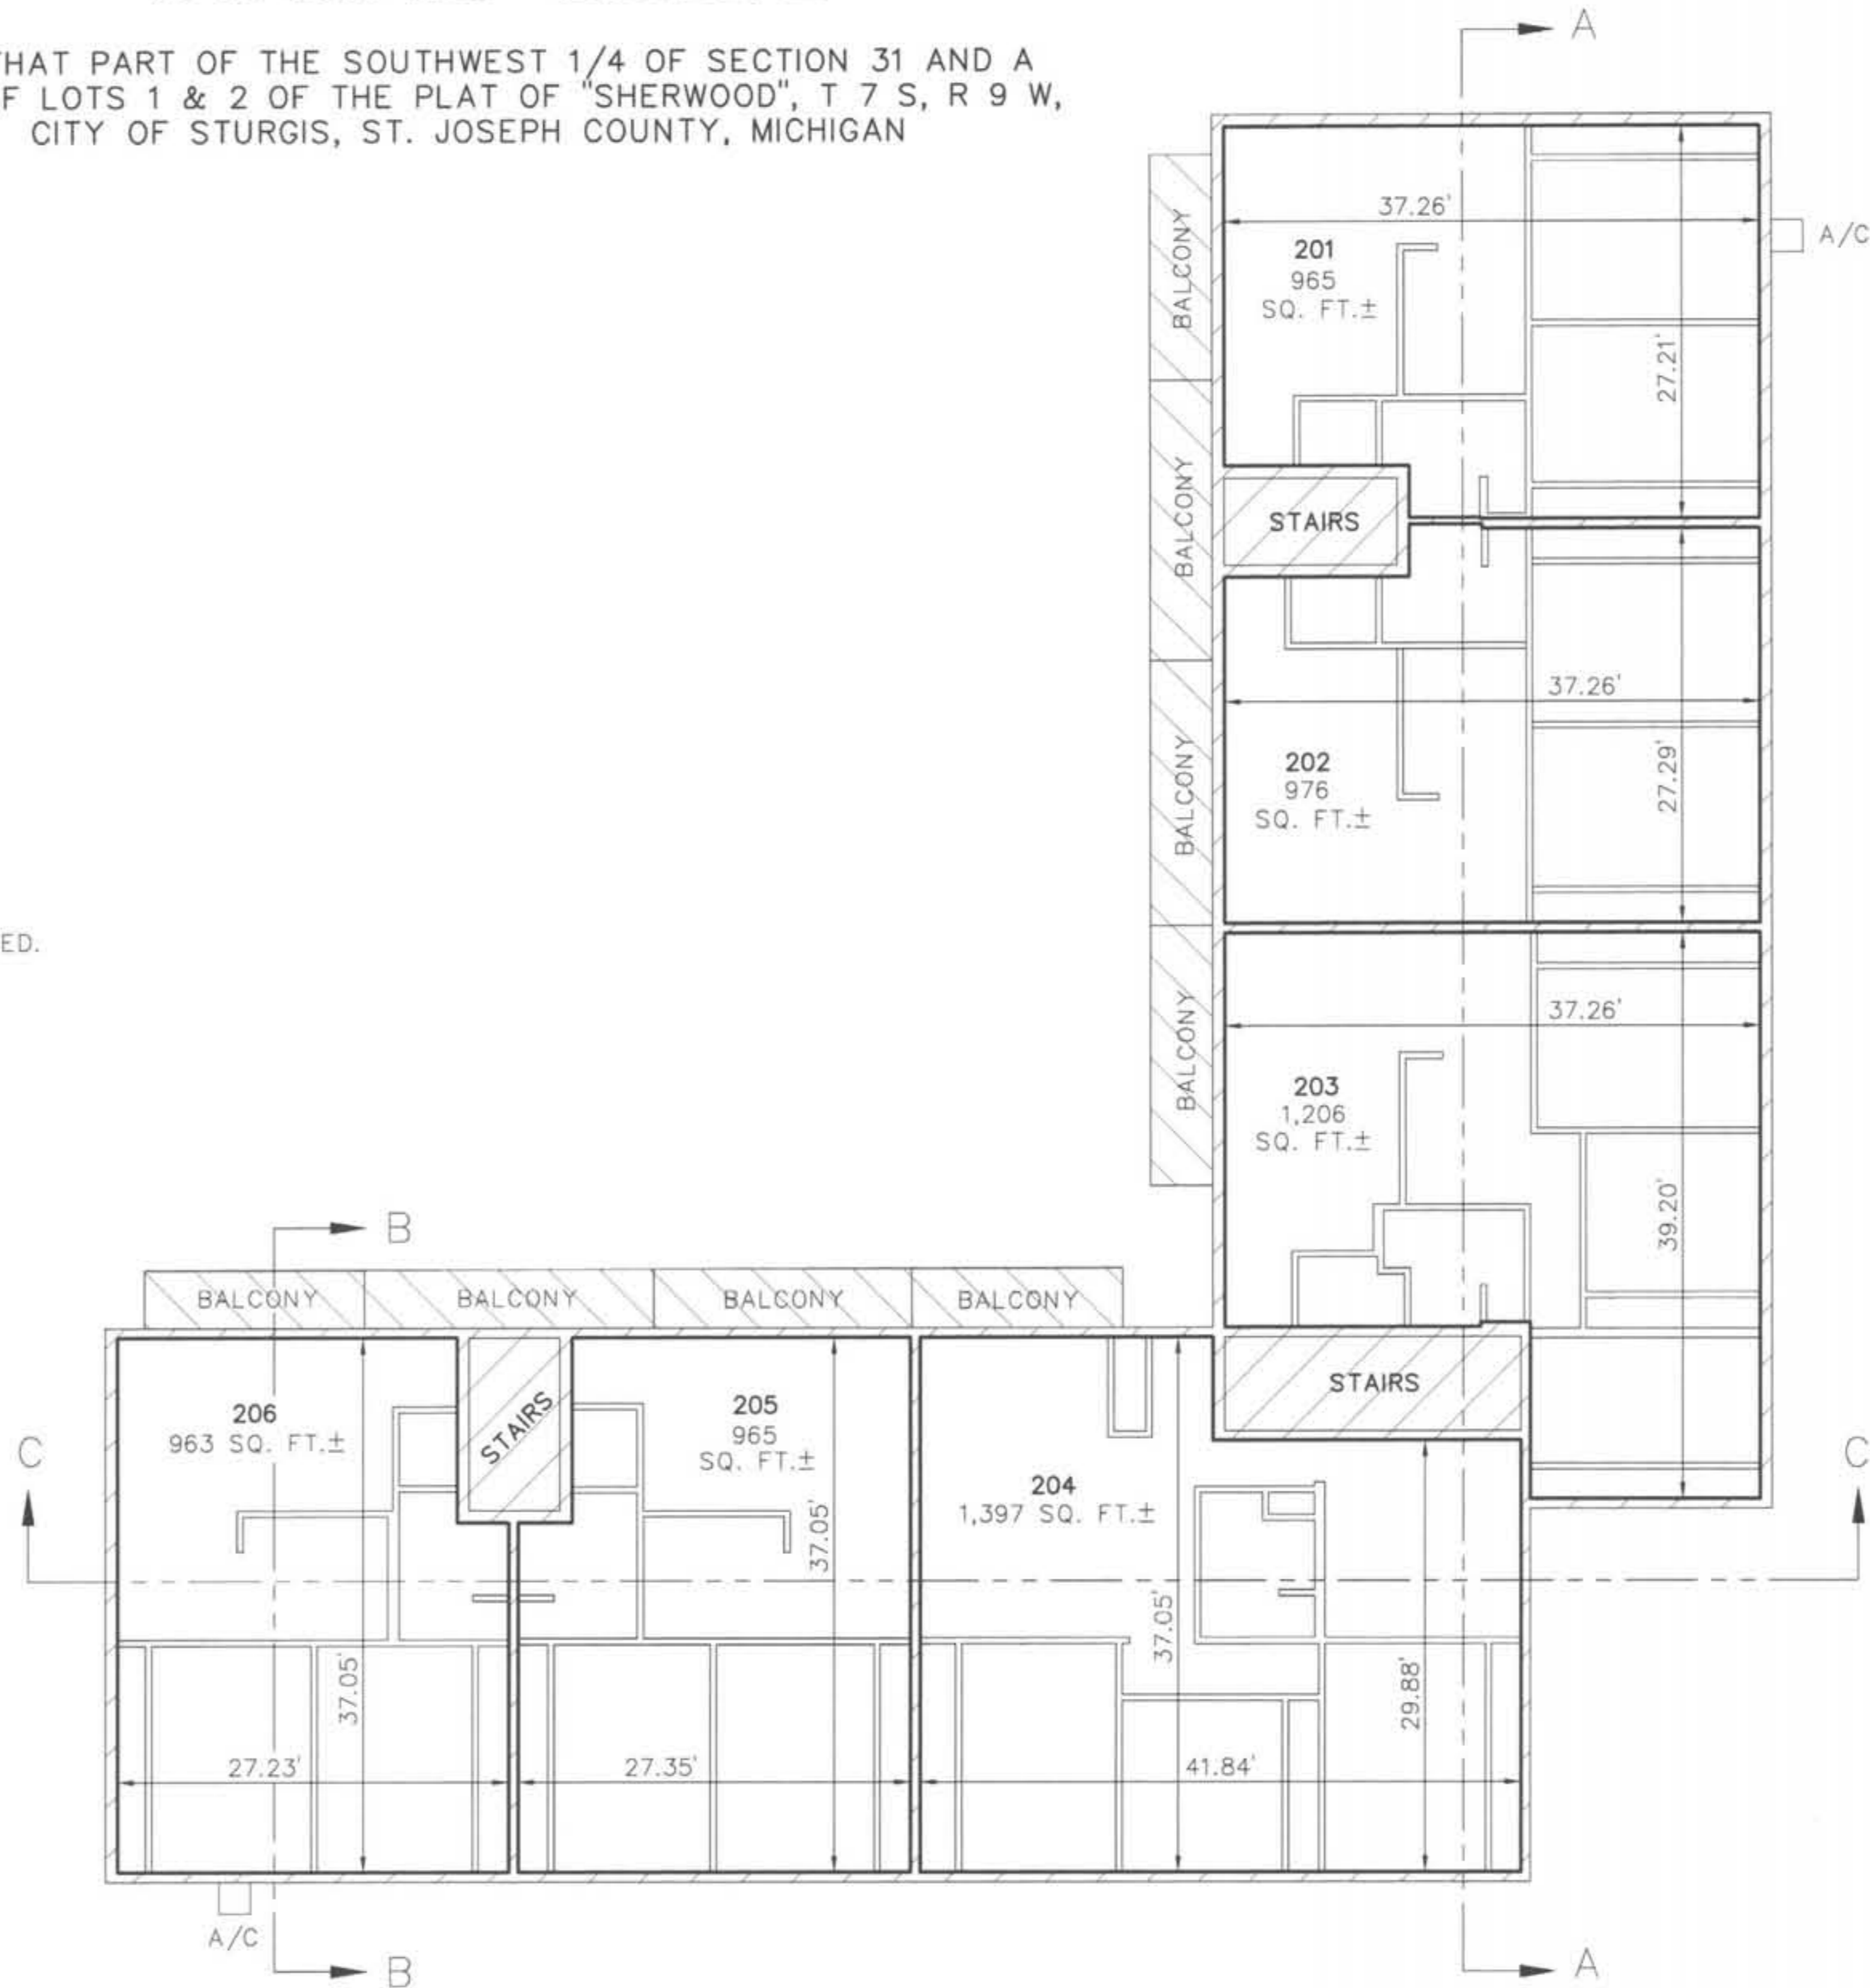 THAT PART OF THE SOUTHWEST 1/4 OF SECTION 31 AND A
F LOTS 1 & 2 OF THE PLAT OF "SHERWOOD", T 7 S, R 9 W,
CITY OF STURGIS, ST. JOSEPH COUNTY, MICHIGAN
A
BALCONY
37.26'
A/C
201
965
SQ. FT.±
27.21'
BALCONY
STAIRS
37.26'
BALCONY
202
976
SQ. FT.±
27.29'
ED.
BALCONY
37.26'
203
1,206
SQ. FT.±
39.20'
B
BALCONY
BALCONY
BALCONY
BALCONY
STAIRS
C
206
963 SQ. FT.±
STAIRS
205
965
SQ. FT.±
37.05'
204
1,397 SQ. FT.±
C
37.05'
37.05'
29.88'
27.23'
27.35'
41.84'
A/C
B
A